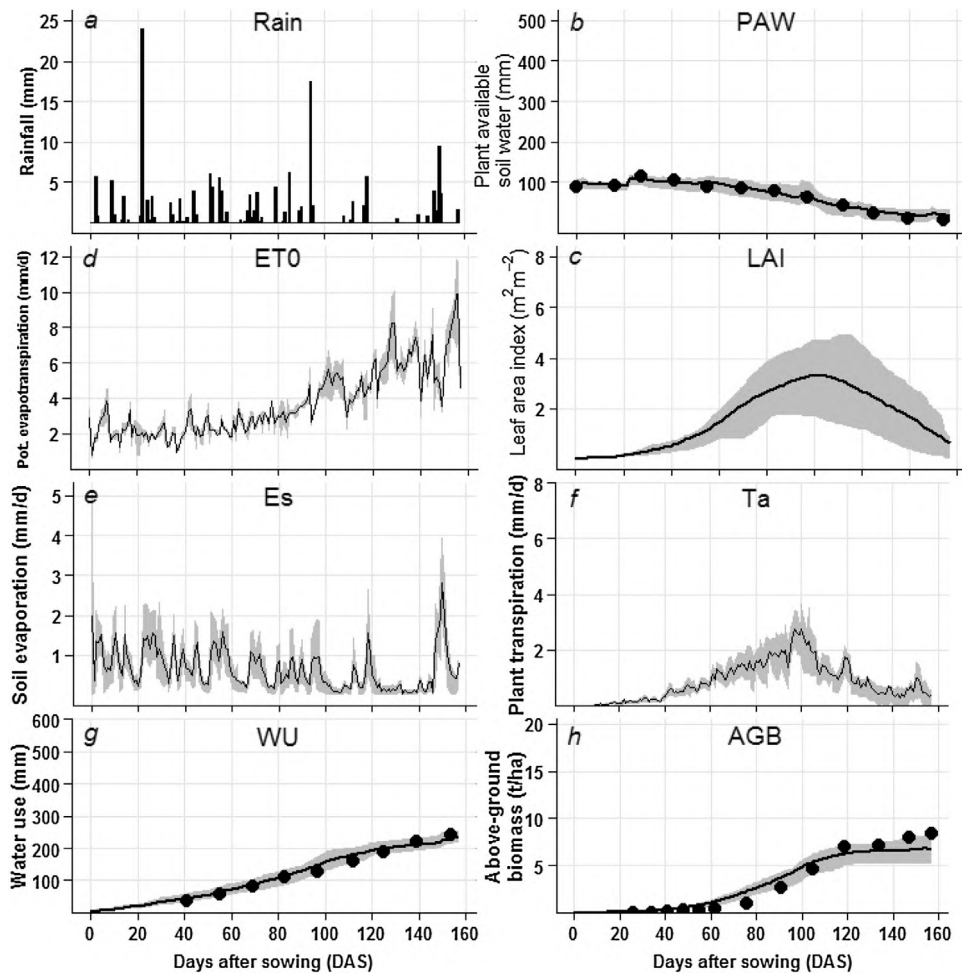 a Rain
25
20
15
10
5
Rainfall (mm)
b PAW
500
400
300
200
100
Plant available
soil water (mm)
d ET0
12
10
8
6
4
2
Pot. evapotranspiration (mm/d)
c LAI
8
6
4
2
Leaf area index (m²m⁻²)
e Es
5
4
3
2
1
Soil evaporation (mm/d)
f Ta
8
6
4
2
Plant transpiration (mm/d)
g WU
600
500
400
300
200
100
Water use (mm)
0 20 40 60 80 100 120 140 160
Days after sowing (DAS)
h AGB
20
15
10
5
Above-ground
biomass (t/ha)
0 20 40 60 80 100 120 140 160
Days after sowing (DAS)